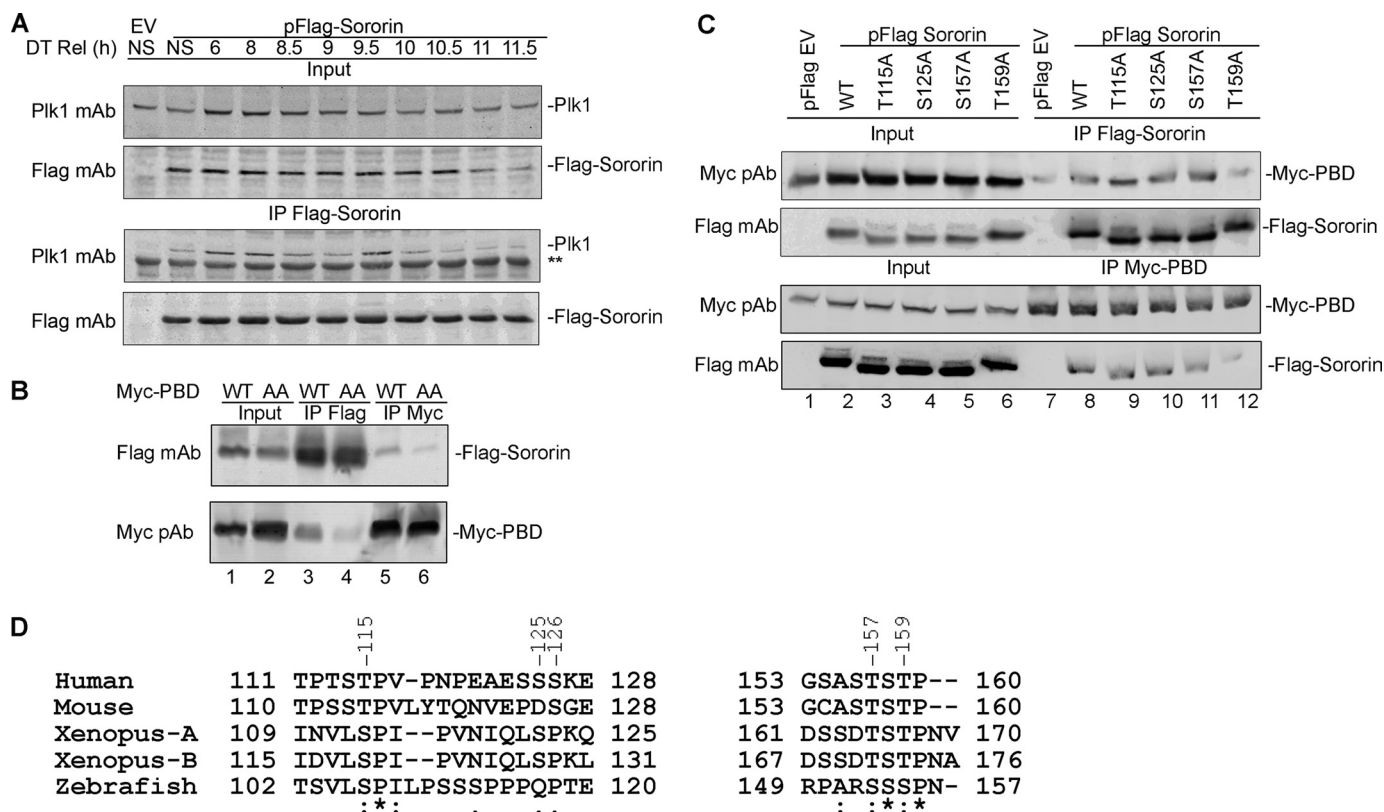 A
EV pFlag-Sororin
DT Rel (h) NS NS 6 8 8.5 9 9.5 10 10.5 11 11.5
Input
Plk1 mAb -Plk1
Flag mAb -Flag-Sororin
IP Flag-Sororin
Plk1 mAb -Plk1
**
Flag mAb -Flag-Sororin
B
Myc-PBD WT AA WT AA WT AA
Input IP Flag IP Myc
Flag mAb -Flag-Sororin
Myc pAb -Myc-PBD
1 2 3 4 5 6
C
pFlag Sororin pFlag Sororin
pFlag EV WT T115A S125A S157A T159A pFlag EV WT T115A S125A S157A T159A
Input IP Flag-Sororin
Myc pAb -Myc-PBD
Flag mAb -Flag-Sororin
Input IP Myc-PBD
Myc pAb -Myc-PBD
Flag mAb -Flag-Sororin
1 2 3 4 5 6 7 8 9 10 11 12
D
-115 -125 -126 -157 -159
Human 111 TPTSTPV-PNPEAESSSKE 128 153 GSASTSTP-- 160
Mouse 110 TPSSTPVLYTQNVEPDSGE 128 153 GCASTSTP-- 160
Xenopus-A 109 INVLSPI--PVNIQLSPKQ 125 161 DSSDTSTPNV 170
Xenopus-B 115 IDVLSPI--PVNIQLSPKL 131 167 DSSDTSTPNA 176
Zebrafish 102 TSVLSPILPSSSPPPQPTE 120 149 RPARSSSPN- 157
:*: . .. : :*:*